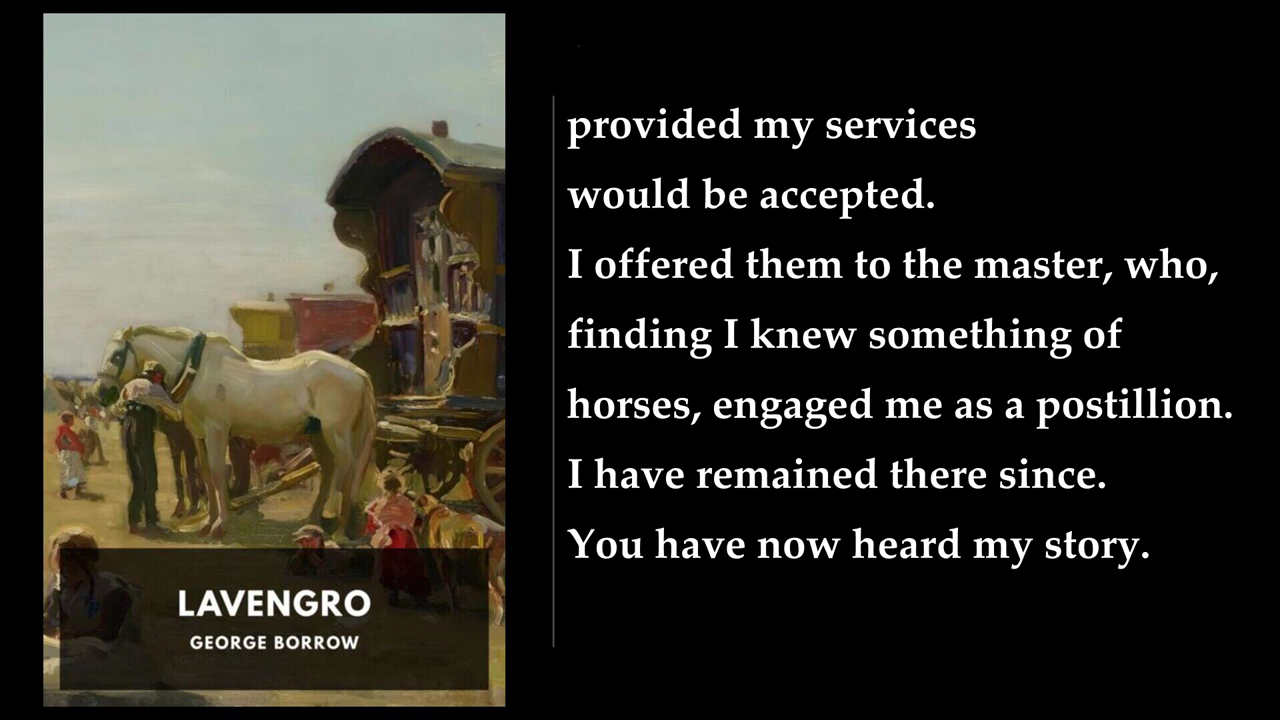 LAVENGRO
GEORGE BORROW
provided my services
would be accepted.
I offered them to the master, who,
finding I knew something of
horses, engaged me as a postillion.
I have remained there since.
You have now heard my story.